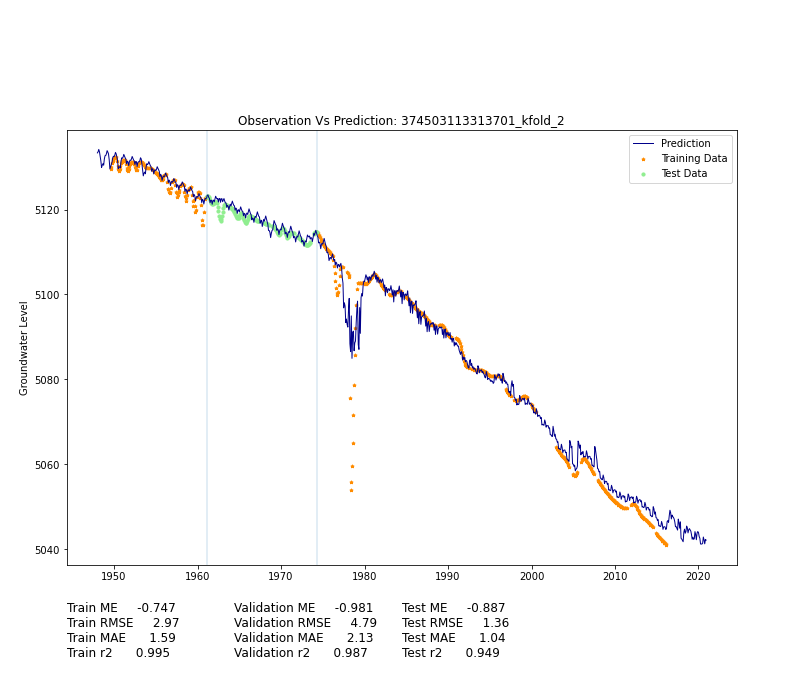 Observation Vs Prediction: 374503113313701_kfold_2
Prediction
Training Data
Test Data
5120
5100
5080
5060
5040
Groundwater Level
1950 1960 1970 1980 1990 2000 2010 2020
Train ME -0.747 Validation ME -0.981 Test ME -0.887
Train RMSE 2.97 Validation RMSE 4.79 Test RMSE 1.36
Train MAE 1.59 Validation MAE 2.13 Test MAE 1.04
Train r2 0.995 Validation r2 0.987 Test r2 0.949